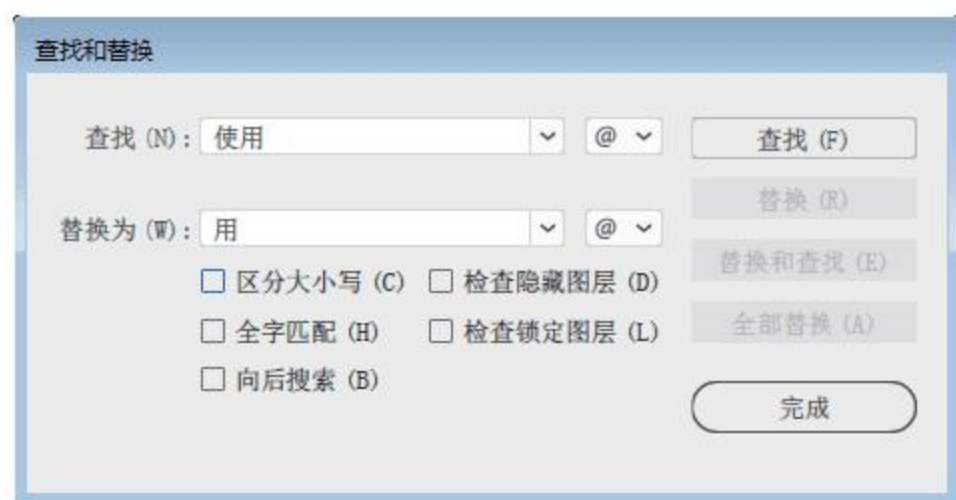 查找和替换
查找 (N): 使用 @ 查找 (F)
替换 (R)
替换为 (W): 用 @
替换和查找 (E)
区分大小写 (C) 检查隐藏图层 (D)
全字匹配 (H) 检查锁定图层 (L) 全部替换 (A)
向后搜索 (B)
完成